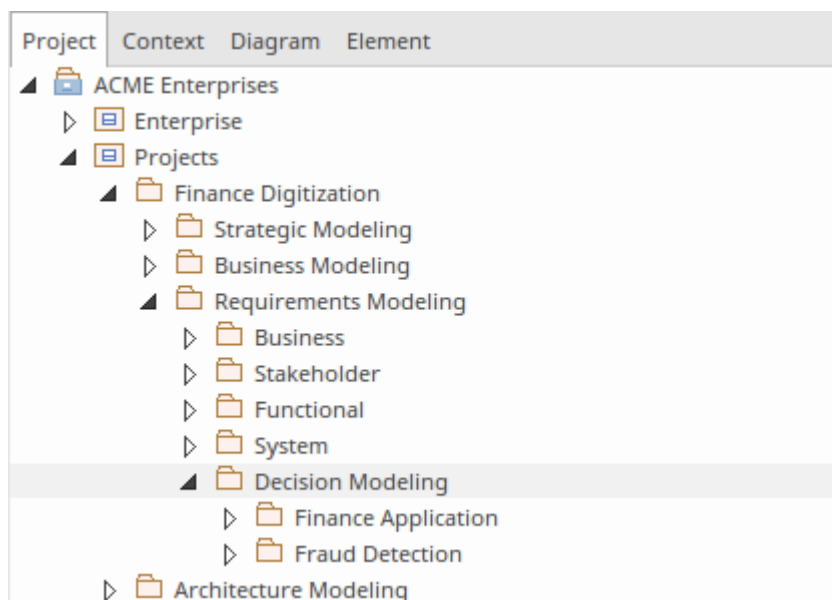 Project Context Diagram Element
ACME Enterprises
Enterprise
Projects
Finance Digitization
Strategic Modeling
Business Modeling
Requirements Modeling
Business
Stakeholder
Functional
System
Decision Modeling
Finance Application
Fraud Detection
Architecture Modeling